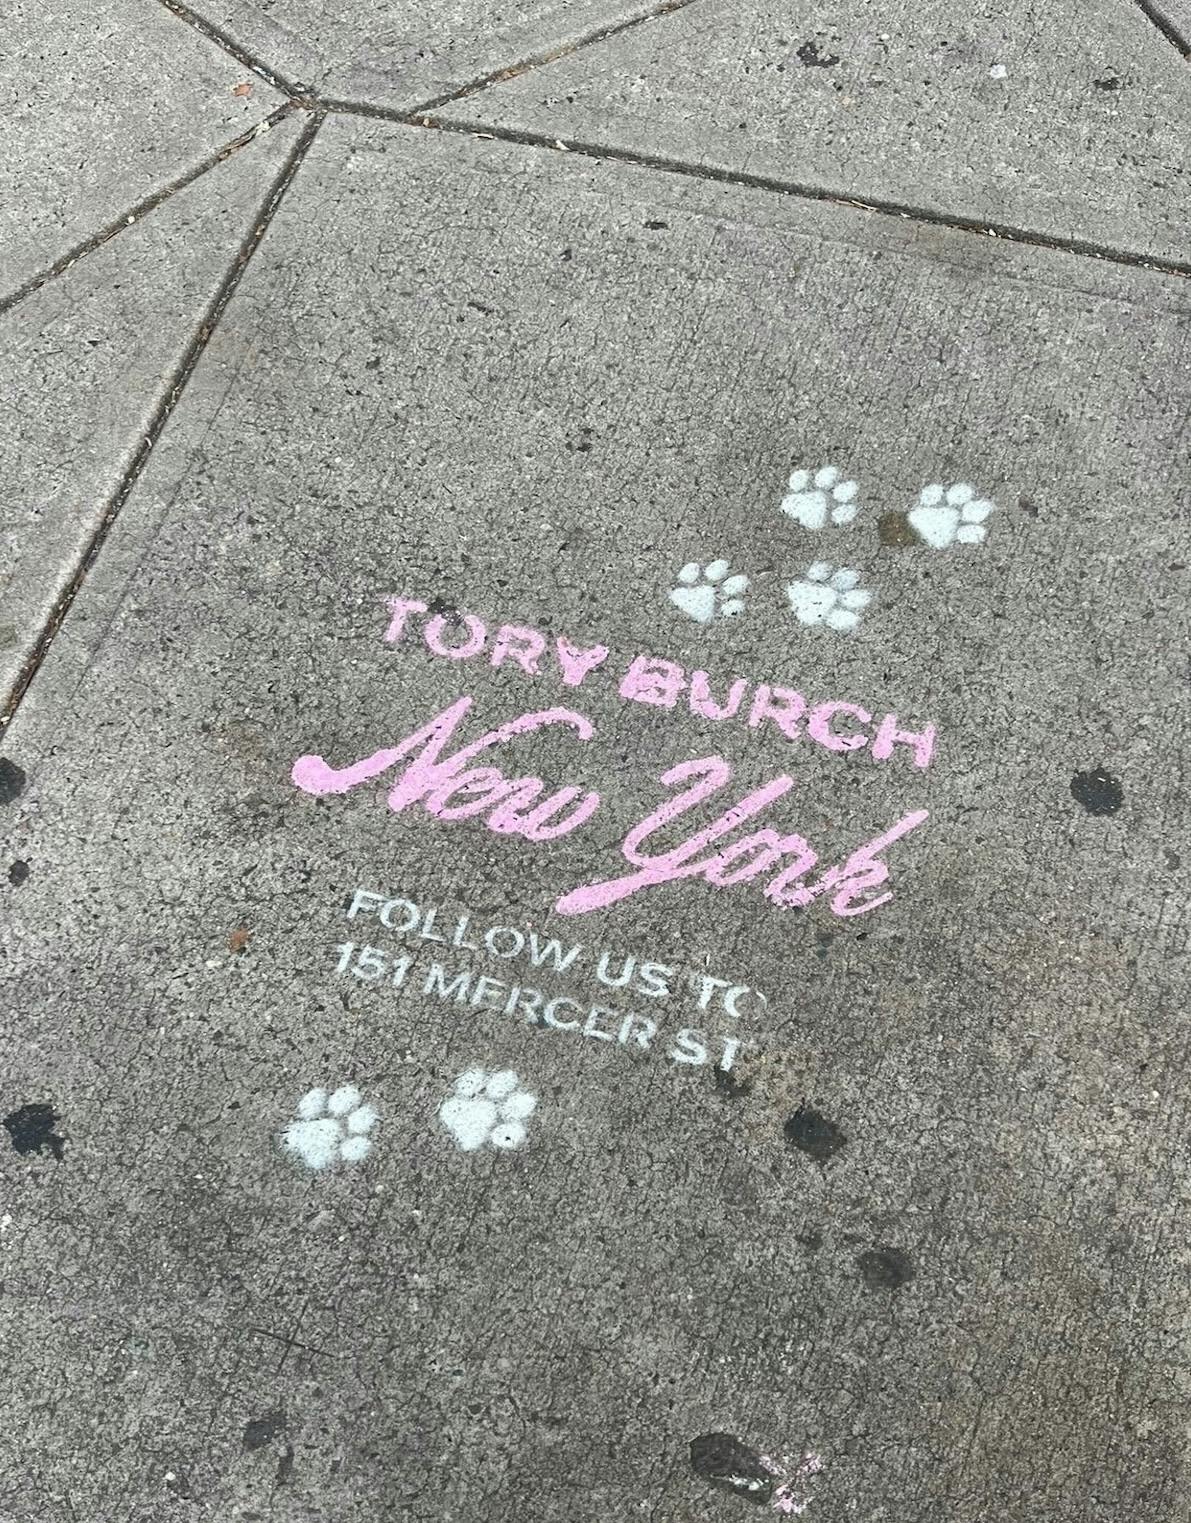 TORY BURCH
New York
FOLLOW US TO
151 MERCER ST